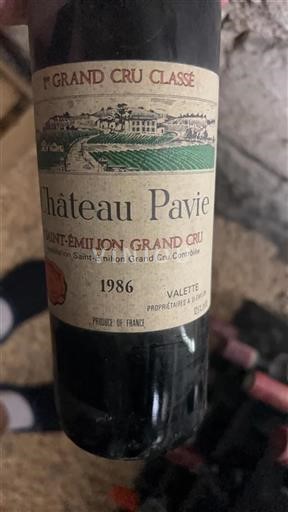 1er GRAND CRU CLASSÉ
Château Pavie
SAINT-ÉMILION GRAND CRU
Appellation Saint-Émilion Grand Cru Contrôlée
1986
VALETTE
PROPRIÉTAIRES A
PRODUCE OF FRANCE